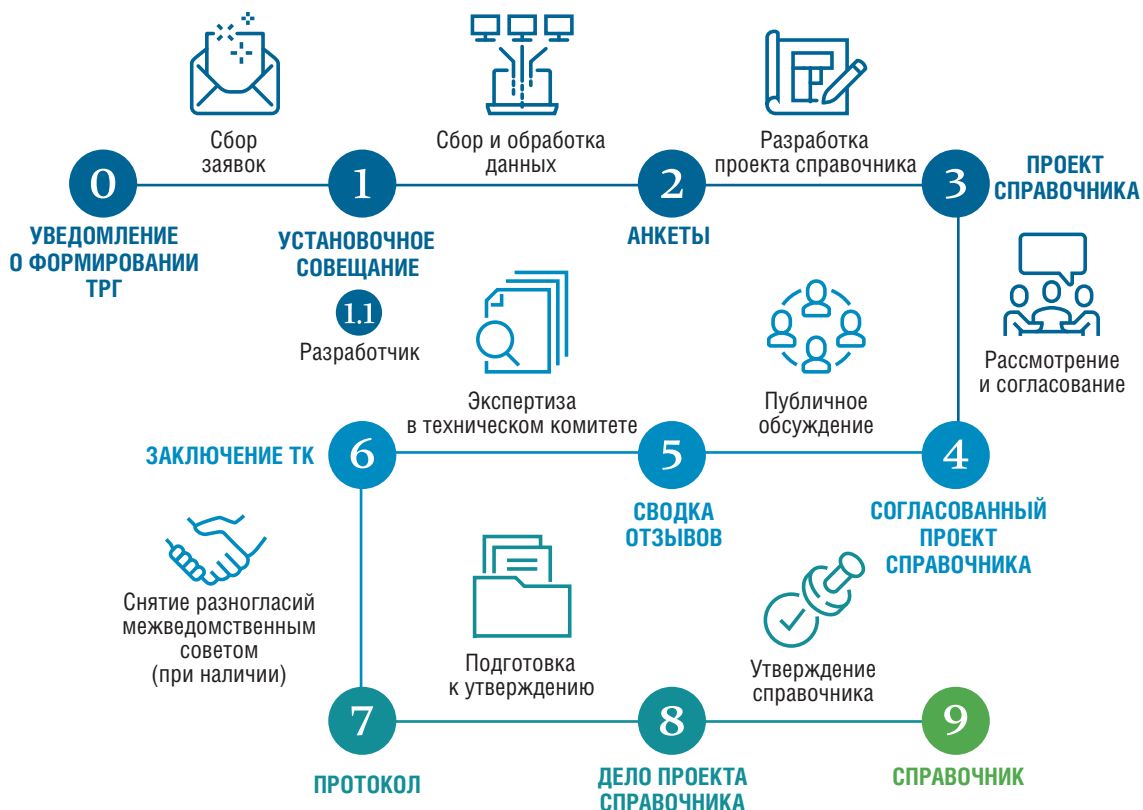 Сбор
заявок
Сбор и обработка
данных
Разработка
проекта справочника
0
1
2
3
ПРОЕКТ
СПРАВОЧНИКА
УВЕДОМЛЕНИЕ
О ФОРМИРОВАНИИ
ТРГ
УСТАНОВОЧНОЕ
СОВЕЩАНИЕ
АНКЕТЫ
1.1
Разработчик
Рассмотрение
и согласование
Экспертиза
в техническом комитете
Публичное
обсуждение
ЗАКЛЮЧЕНИЕ ТК
6
5
4
СВОДКА
ОТЗЫВОВ
СОГЛАСОВАННЫЙ
ПРОЕКТ
СПРАВОЧНИКА
Снятие разногласий
межведомственным
советом
(при наличии)
Подготовка
к утверждению
Утверждение
справочника
7
8
9
ПРОТОКОЛ
ДЕЛО ПРОЕКТА
СПРАВОЧНИКА
СПРАВОЧНИК